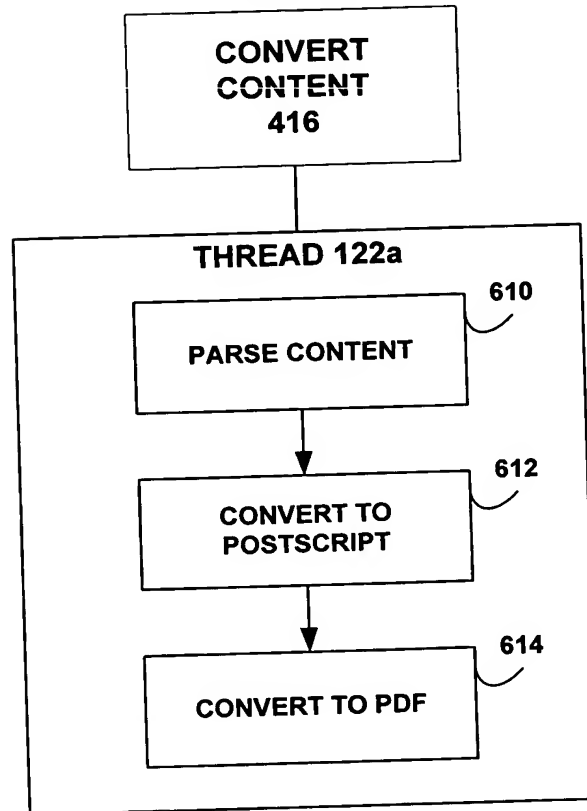 CONVERT
CONTENT
416
THREAD 122a
610
PARSE CONTENT
612
CONVERT TO
POSTSCRIPT
614
CONVERT TO PDF